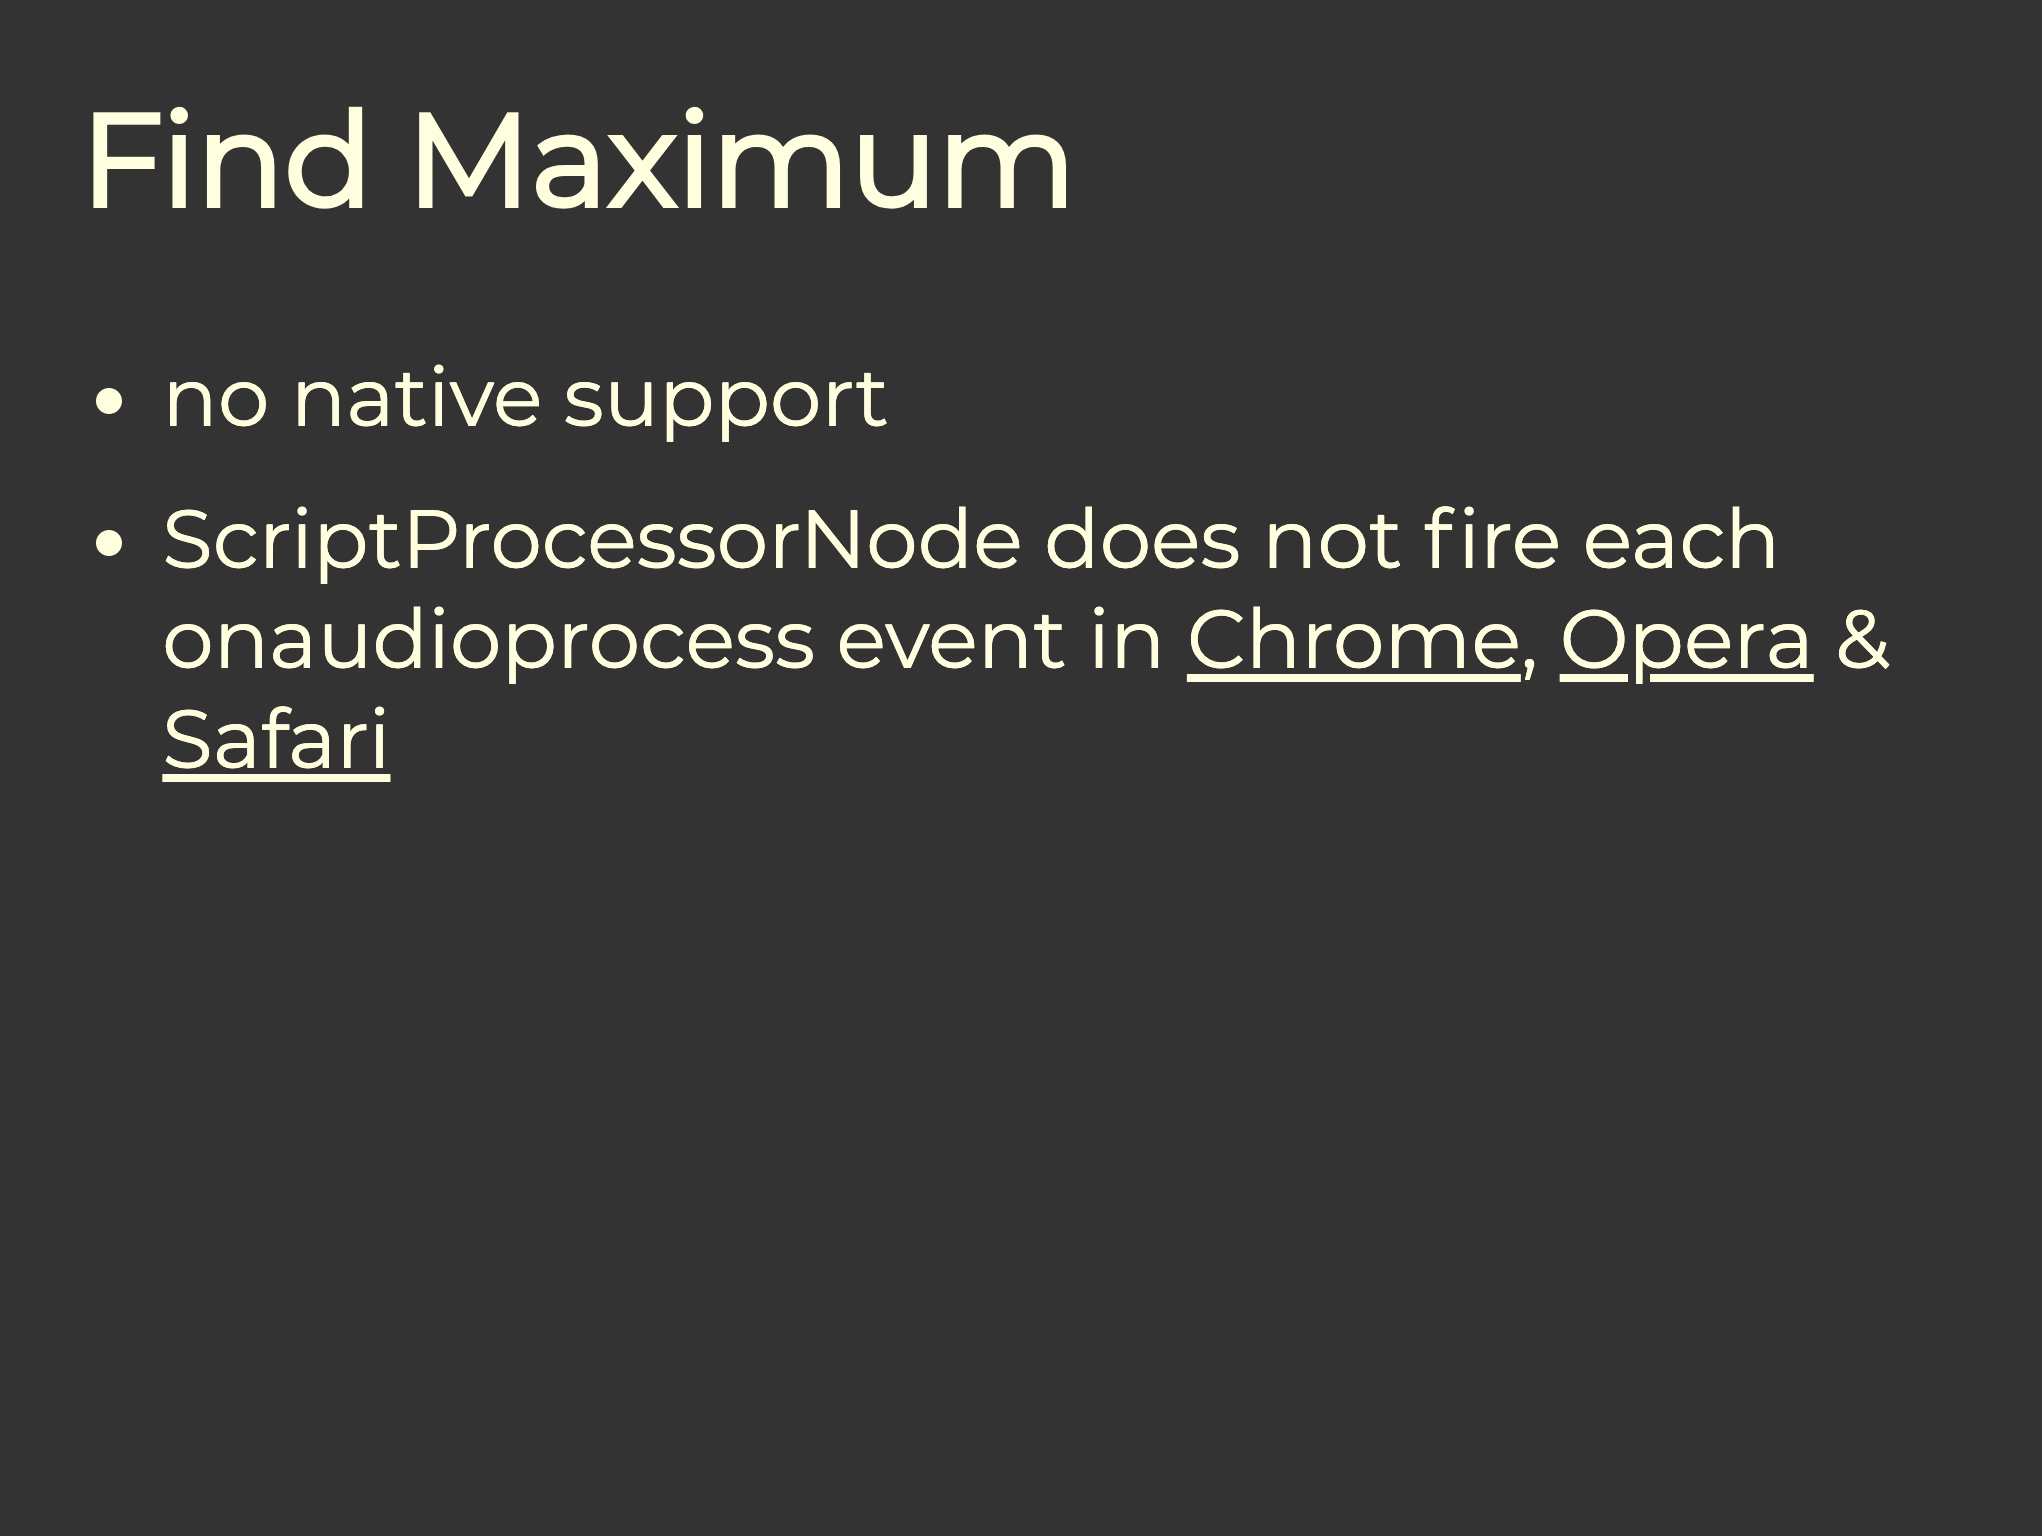 Find Maximum
• no native support
• ScriptProcessorNode does not fire each
onaudioprocess event in Chrome, Opera &
Safari